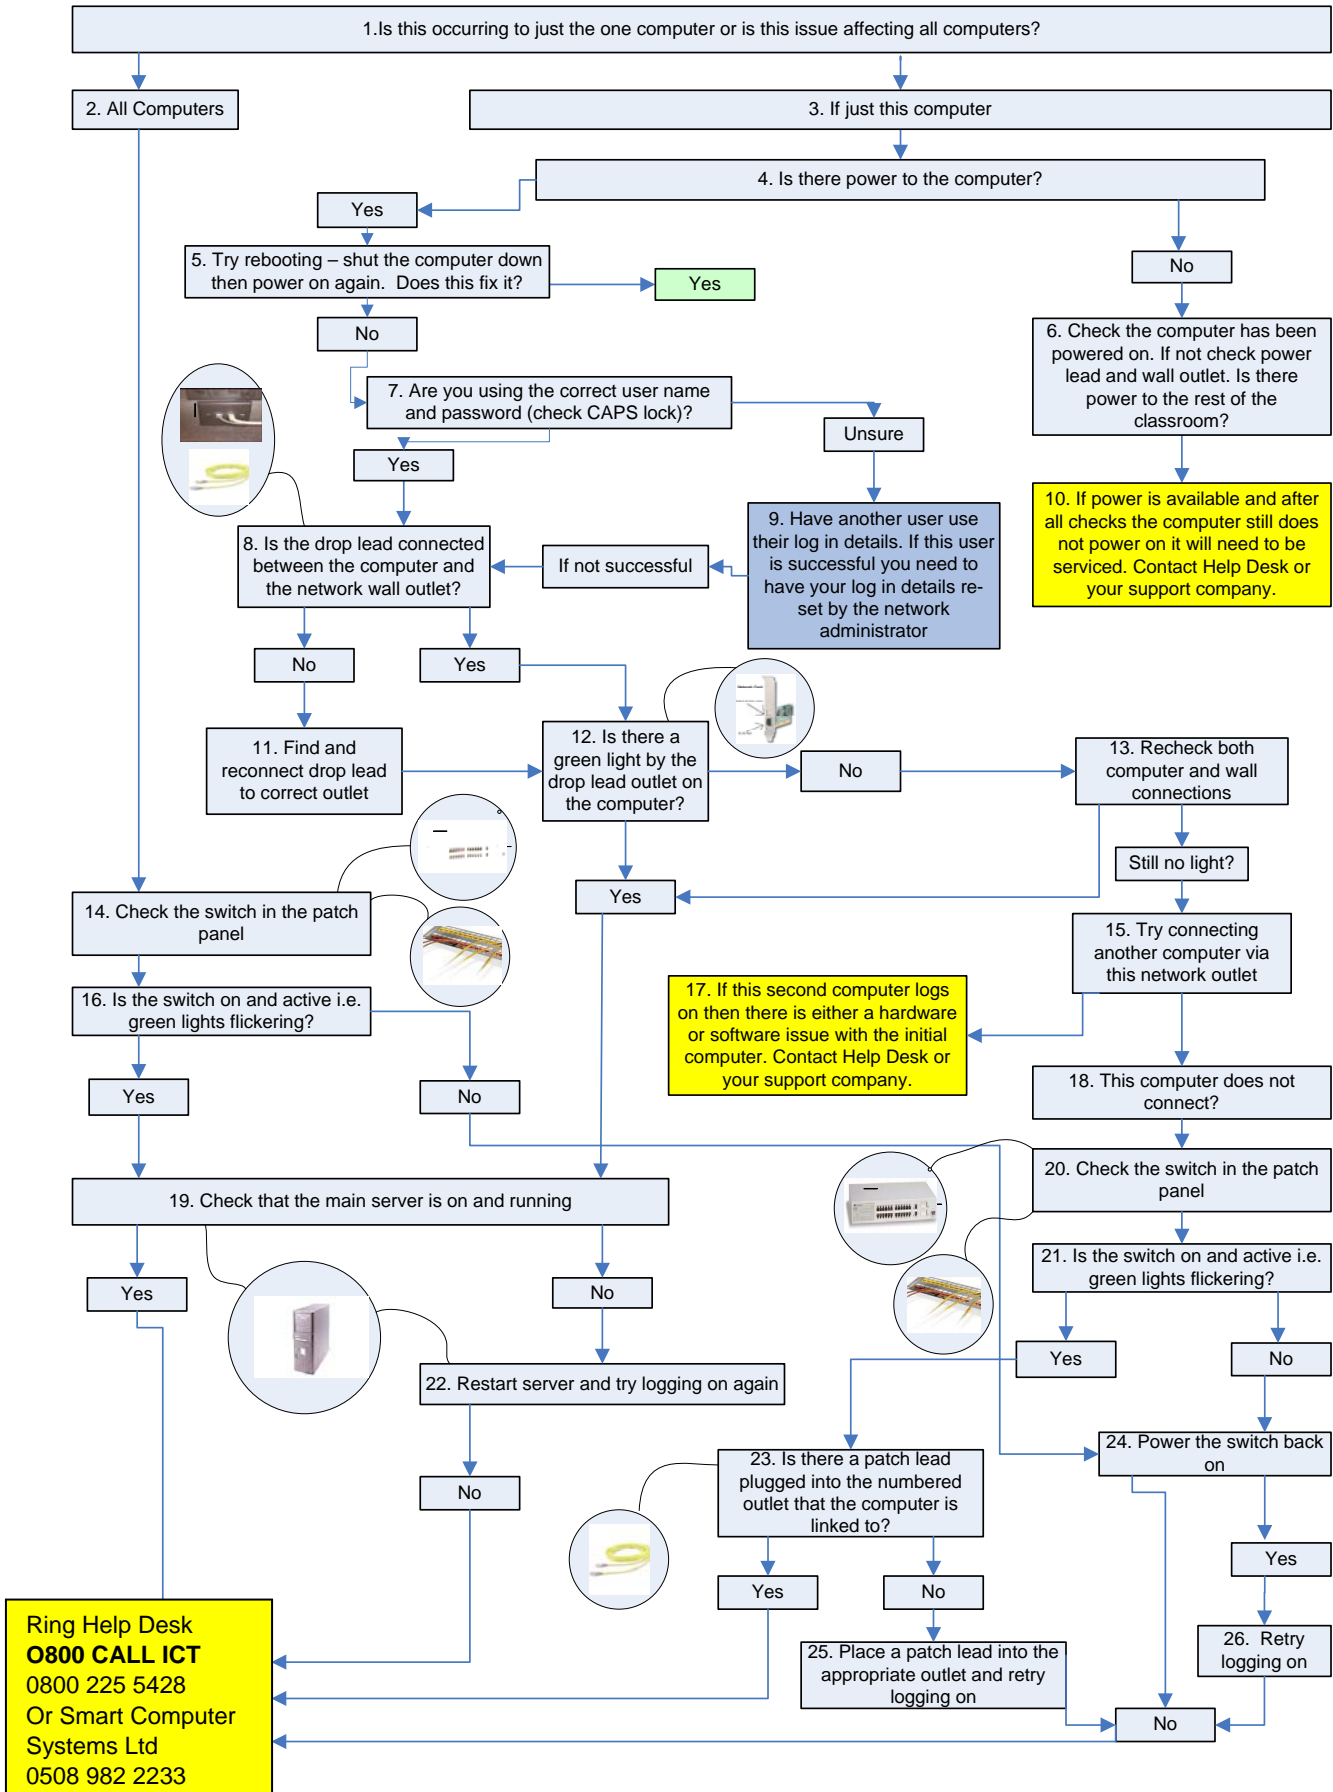 1.Is this occurring to just the one computer or is this issue affecting all computers?
2. All Computers
3. If just this computer
4. Is there power to the computer?
Yes
5. Try rebooting – shut the computer down
then power on again.  Does this fix it?
Yes
No
No
6. Check the computer has been
powered on. If not check power
lead and wall outlet. Is there
power to the rest of the
classroom?
7. Are you using the correct user name
and password (check CAPS lock)?
Unsure
Yes
8. Is the drop lead connected
between the computer and
the network wall outlet?
If not successful
9. Have another user use
their log in details. If this user
is successful you need to
have your log in details re-
set by the network
administrator
10. If power is available and after
all checks the computer still does
not power on it will need to be
serviced. Contact Help Desk or
your support company.
No
Yes
11. Find and
reconnect drop lead
to correct outlet
12. Is there a
green light by the
drop lead outlet on
the computer?
No
13. Recheck both
computer and wall
connections
Still no light?
Yes
14. Check the switch in the patch
panel
15. Try connecting
another computer via
this network outlet
16. Is the switch on and active i.e.
green lights flickering?
17. If this second computer logs
on then there is either a hardware
or software issue with the initial
computer. Contact Help Desk or
your support company.
Yes
No
18. This computer does not
connect?
19. Check that the main server is on and running
20. Check the switch in the patch
panel
21. Is the switch on and active i.e.
green lights flickering?
Yes
No
Yes
No
22. Restart server and try logging on again
No
23. Is there a patch lead
plugged into the numbered
outlet that the computer is
linked to?
24. Power the switch back
on
Yes
Yes
No
25. Place a patch lead into the
appropriate outlet and retry
logging on
26.  Retry
logging on
No
Ring Help Desk
O800 CALL ICT
0800 225 5428
Or Smart Computer
Systems Ltd
0508 982 2233